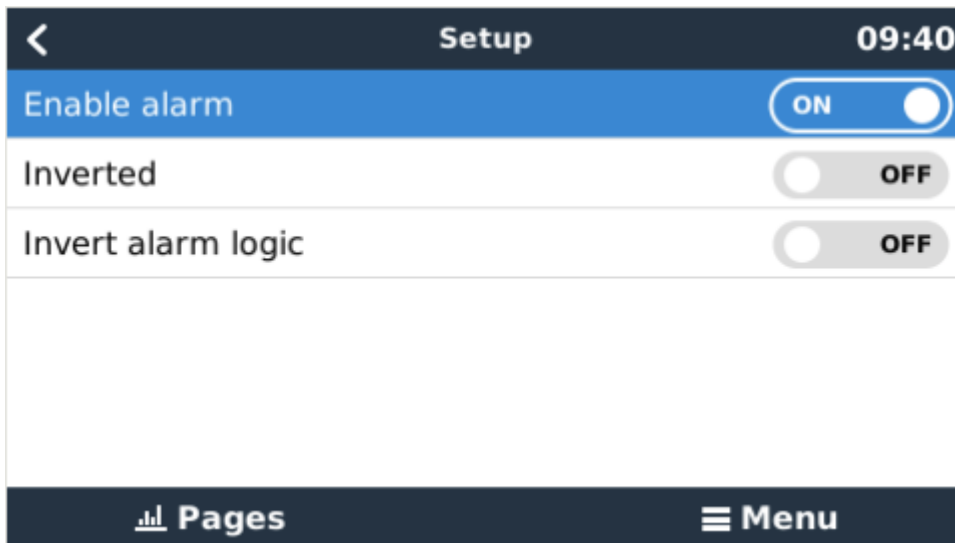 Setup 09:40
Enable alarm ON
Inverted OFF
Invert alarm logic OFF
Pages Menu